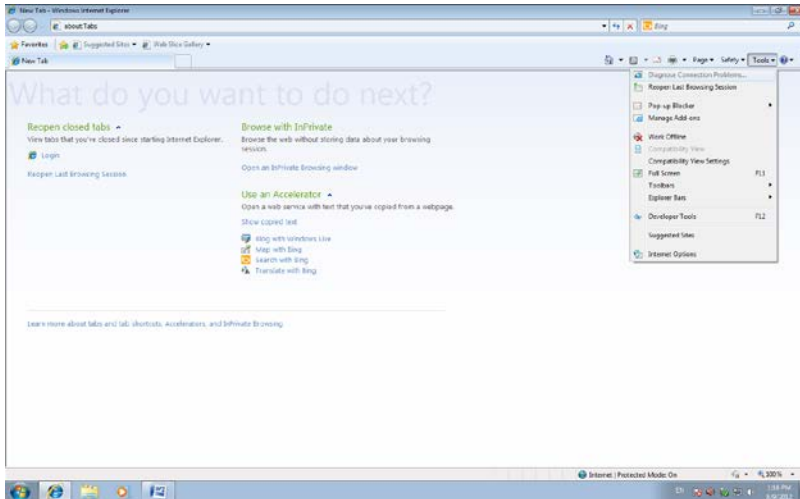 New Tab - Windows Internet Explorer
about:Tabs
Bing
Favorites Suggested Sites Web Slice Gallery
New Tab
Page Safety Tools
What do you want to do next?
Reopen closed tabs
View tabs that you've closed since starting Internet Explorer.
Login
Reopen Last Browsing Session
Browse with InPrivate
Browse the web without storing data about your browsing
session.
Open an InPrivate Browsing window
Use an Accelerator
Open a web service with text that you've copied from a webpage.
Show copied text
Blog with Windows Live
Map with Bing
Search with Bing
Translate with Bing
Learn more about tabs and tab shortcuts, Accelerators, and InPrivate Browsing
Diagnose Connection Problems...
Reopen Last Browsing Session
Pop-up Blocker
Manage Add-ons
Work Offline
Compatibility View
Compatibility View Settings
Full Screen F11
Toolbars
Explorer Bars
Developer Tools F12
Suggested Sites
Internet Options
Internet | Protected Mode: On 100%
EN